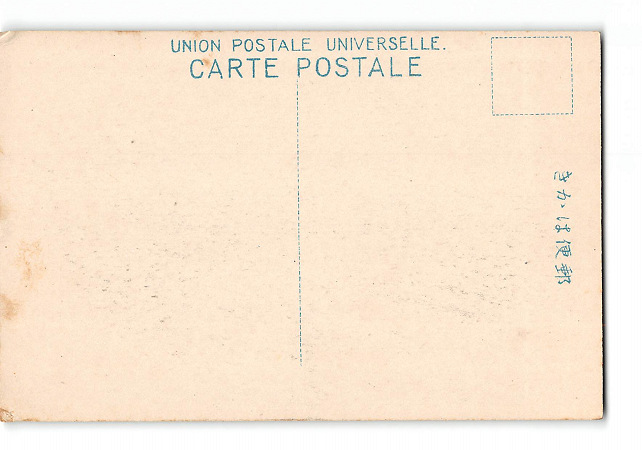 UNION POSTALE UNIVERSELLE.
CARTE POSTALE
きかは便郵